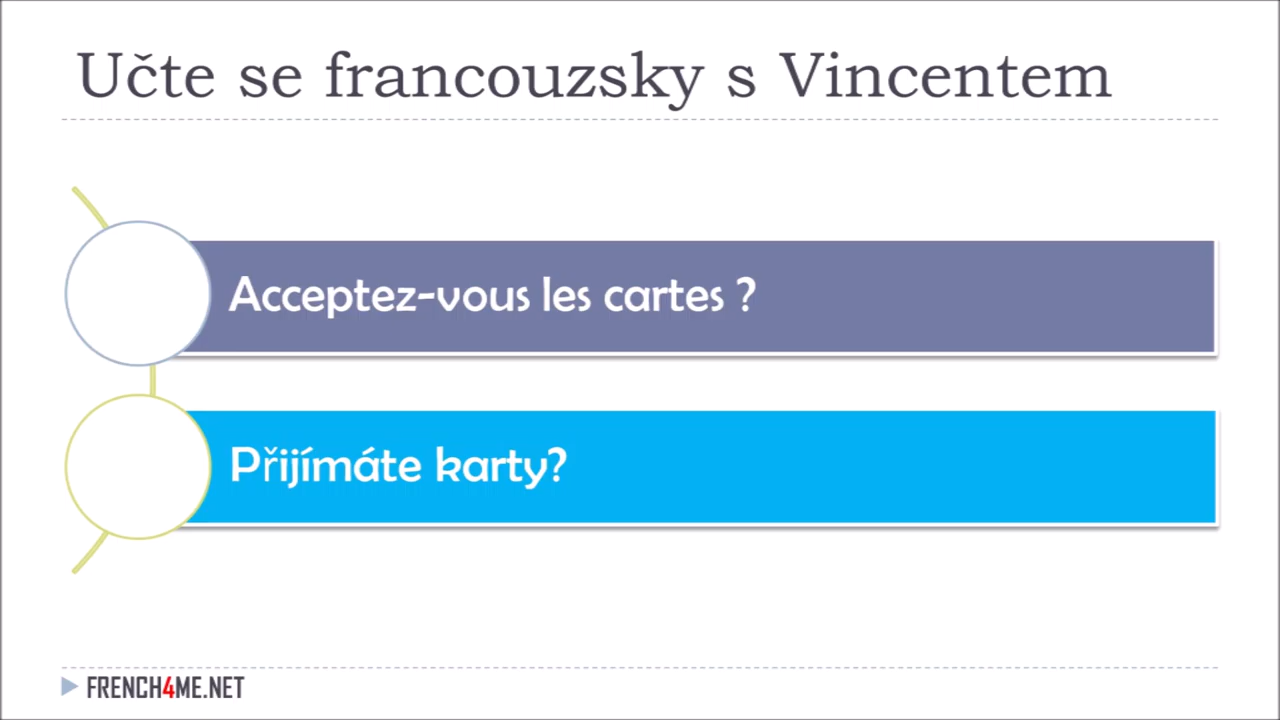 Učte se francouzsky s Vincentem
Acceptez-vous les cartes ?
Přijímáte karty?
FRENCH4ME.NET